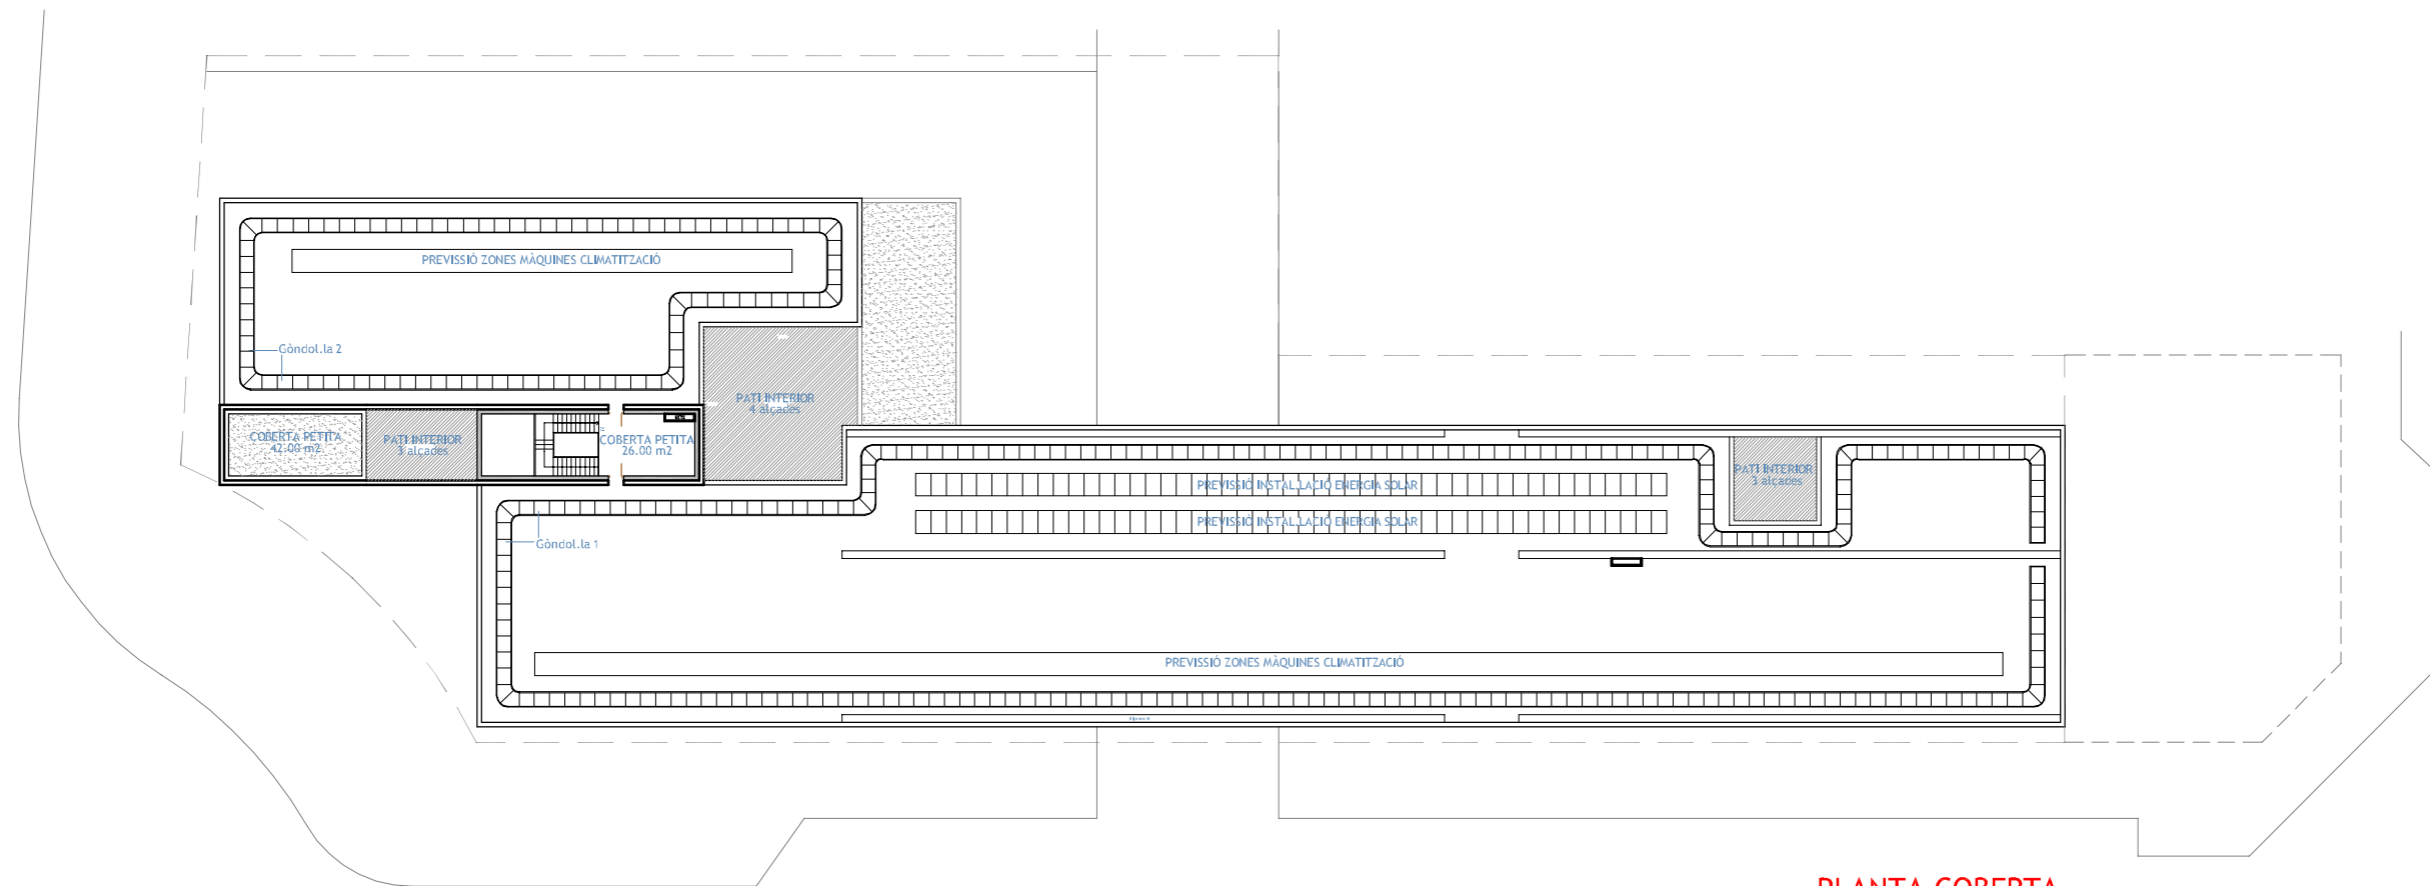 PREVISSIÓ ZONES MÀQUINES CLIMATITZACIÓ
Gòndol.la 2
PATI INTERIOR
4 alçades
COBERTA PETITA
42.00 m2
PATI INTERIOR
3 alçades
COBERTA PETITA
26.00 m2
PREVISSIÓ INSTAL.LACIÓ ENERGIA SOLAR
PREVISSIÓ INSTAL.LACIÓ ENERGIA SOLAR
PATI INTERIOR
3 alçades
Gòndol.la 1
PREVISSIÓ ZONES MÀQUINES CLIMATITZACIÓ
PLANTA COBERTA